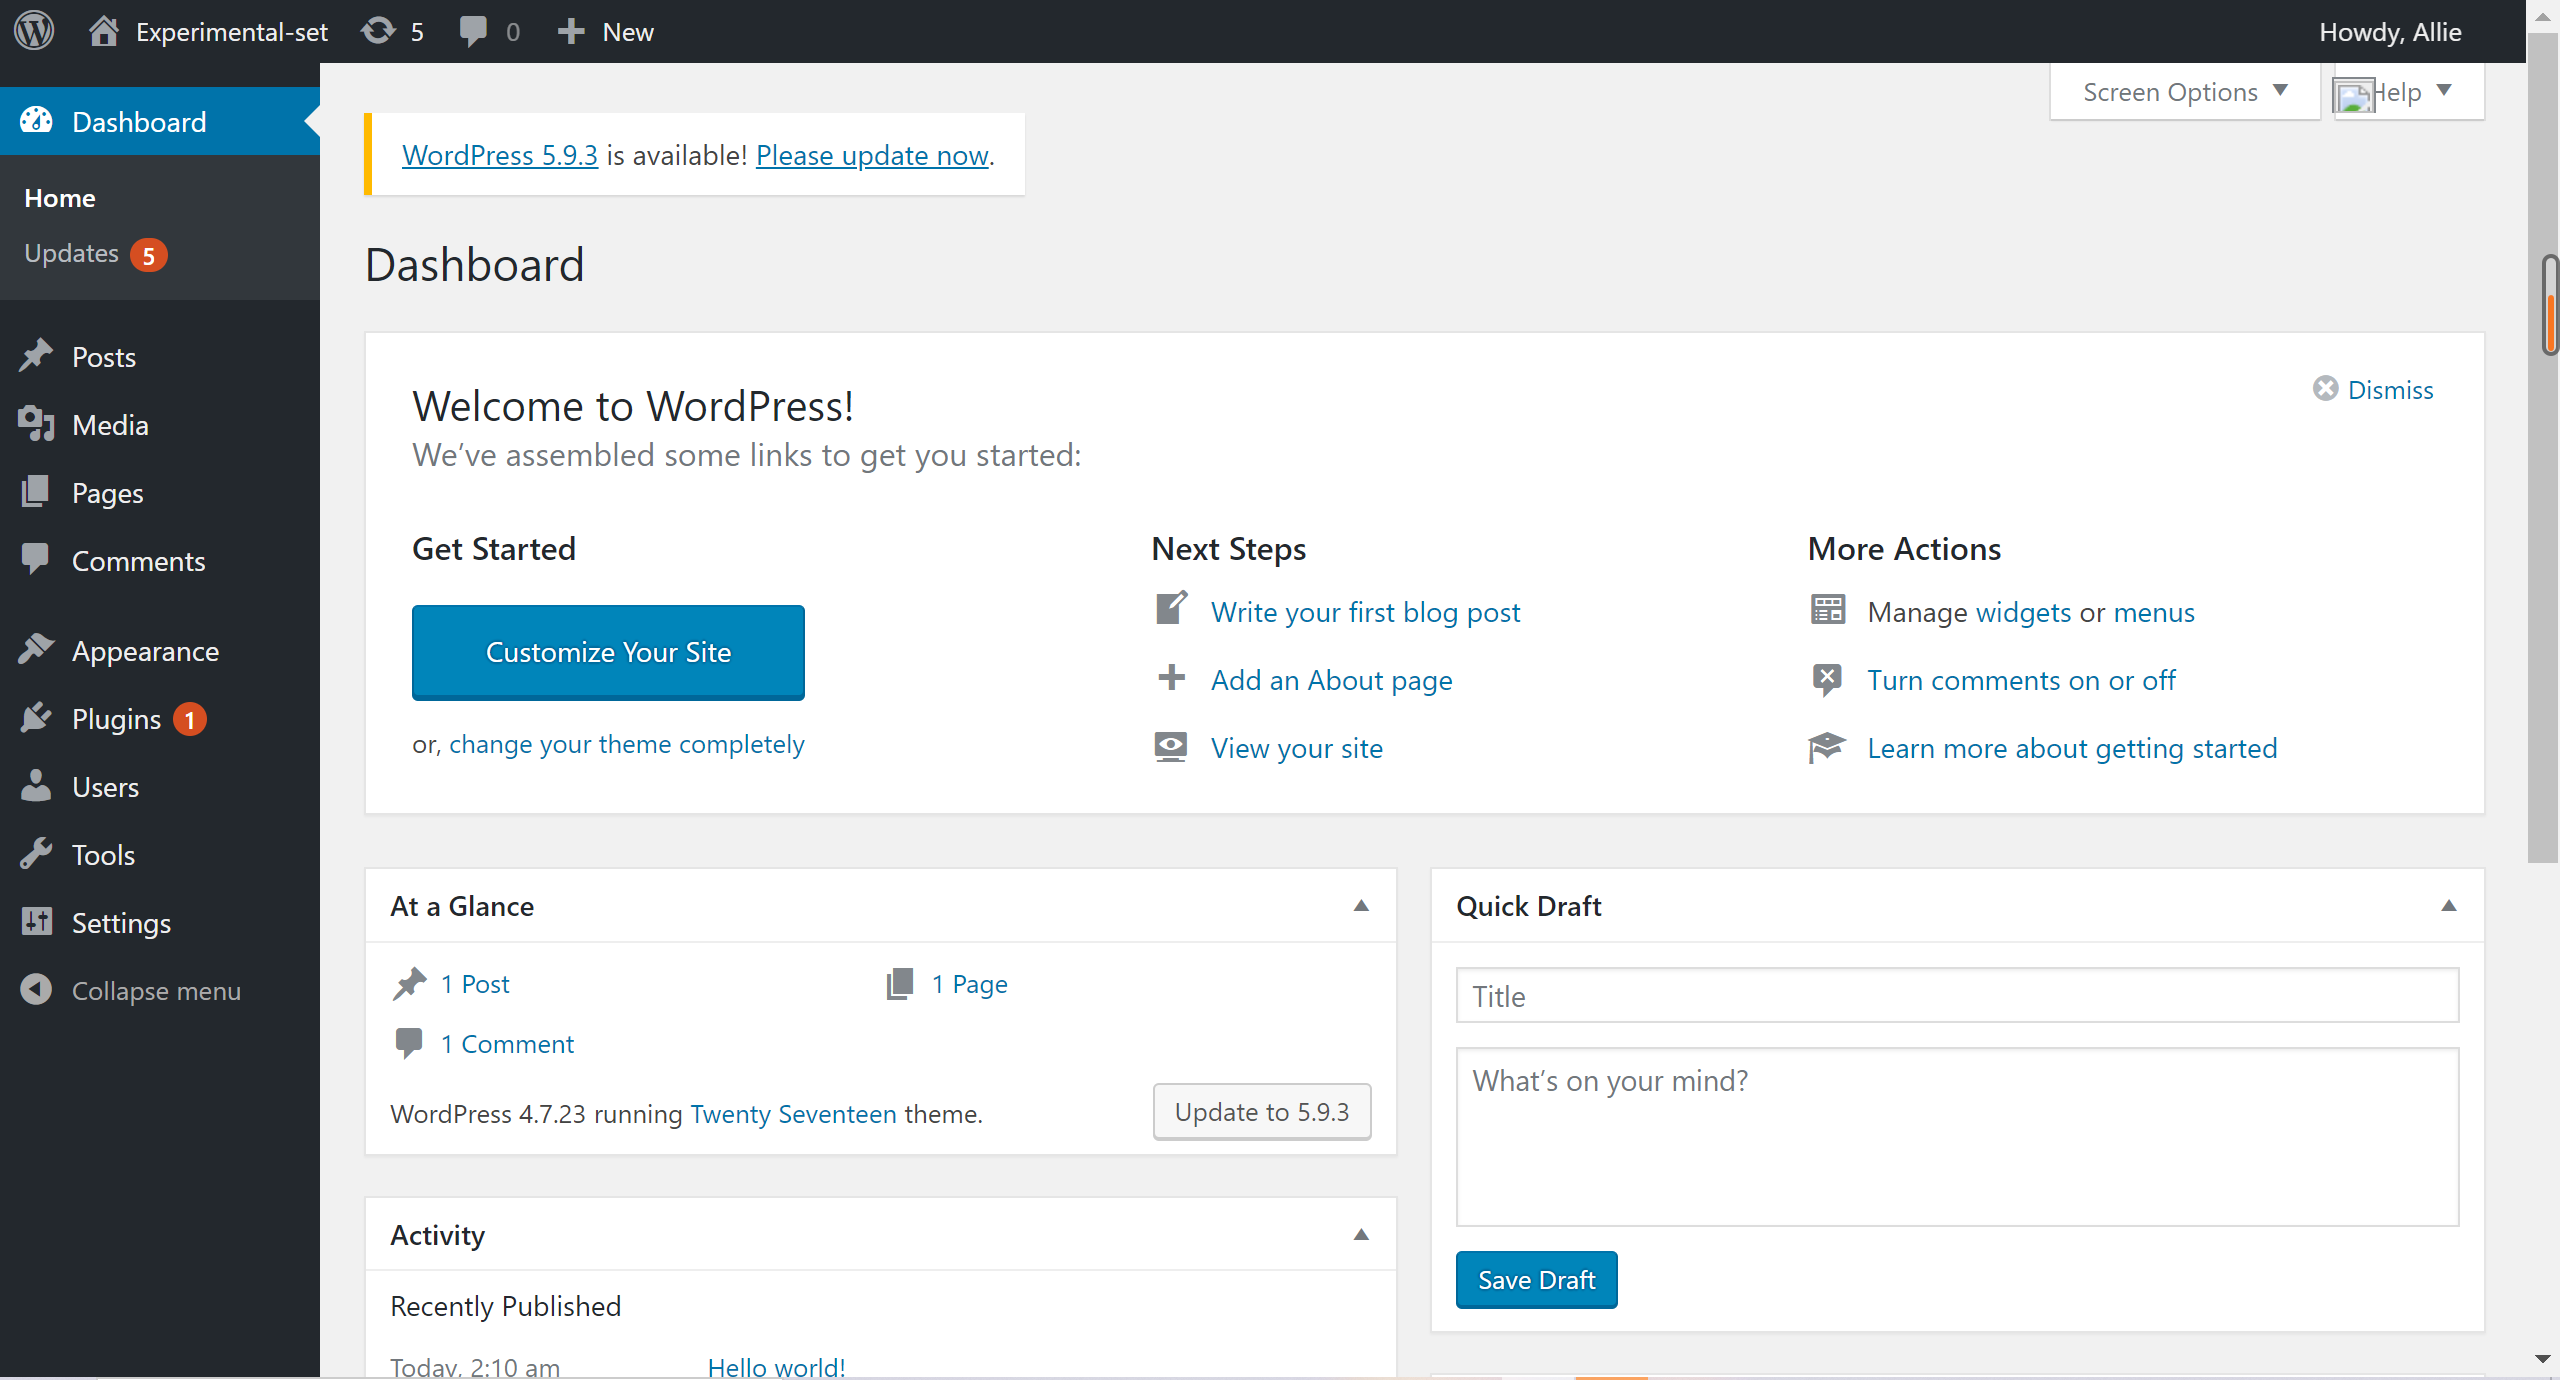 Experimental-set 5 0 New Howdy, Allie
Screen Options Help
Dashboard
Home
Updates 5
Posts
Media
Pages
Comments
Appearance
Plugins 1
Users
Tools
Settings
Collapse menu
WordPress 5.9.3 is available! Please update now.
Dashboard
Welcome to WordPress!
Dismiss
We’ve assembled some links to get you started:
Get Started
Customize Your Site
or, change your theme completely
Next Steps
Write your first blog post
Add an About page
View your site
More Actions
Manage widgets or menus
Turn comments on or off
Learn more about getting started
At a Glance
1 Post
1 Page
1 Comment
WordPress 4.7.23 running Twenty Seventeen theme.
Update to 5.9.3
Activity
Recently Published
Today, 2:10 am Hello world!
Quick Draft
Title
What’s on your mind?
Save Draft